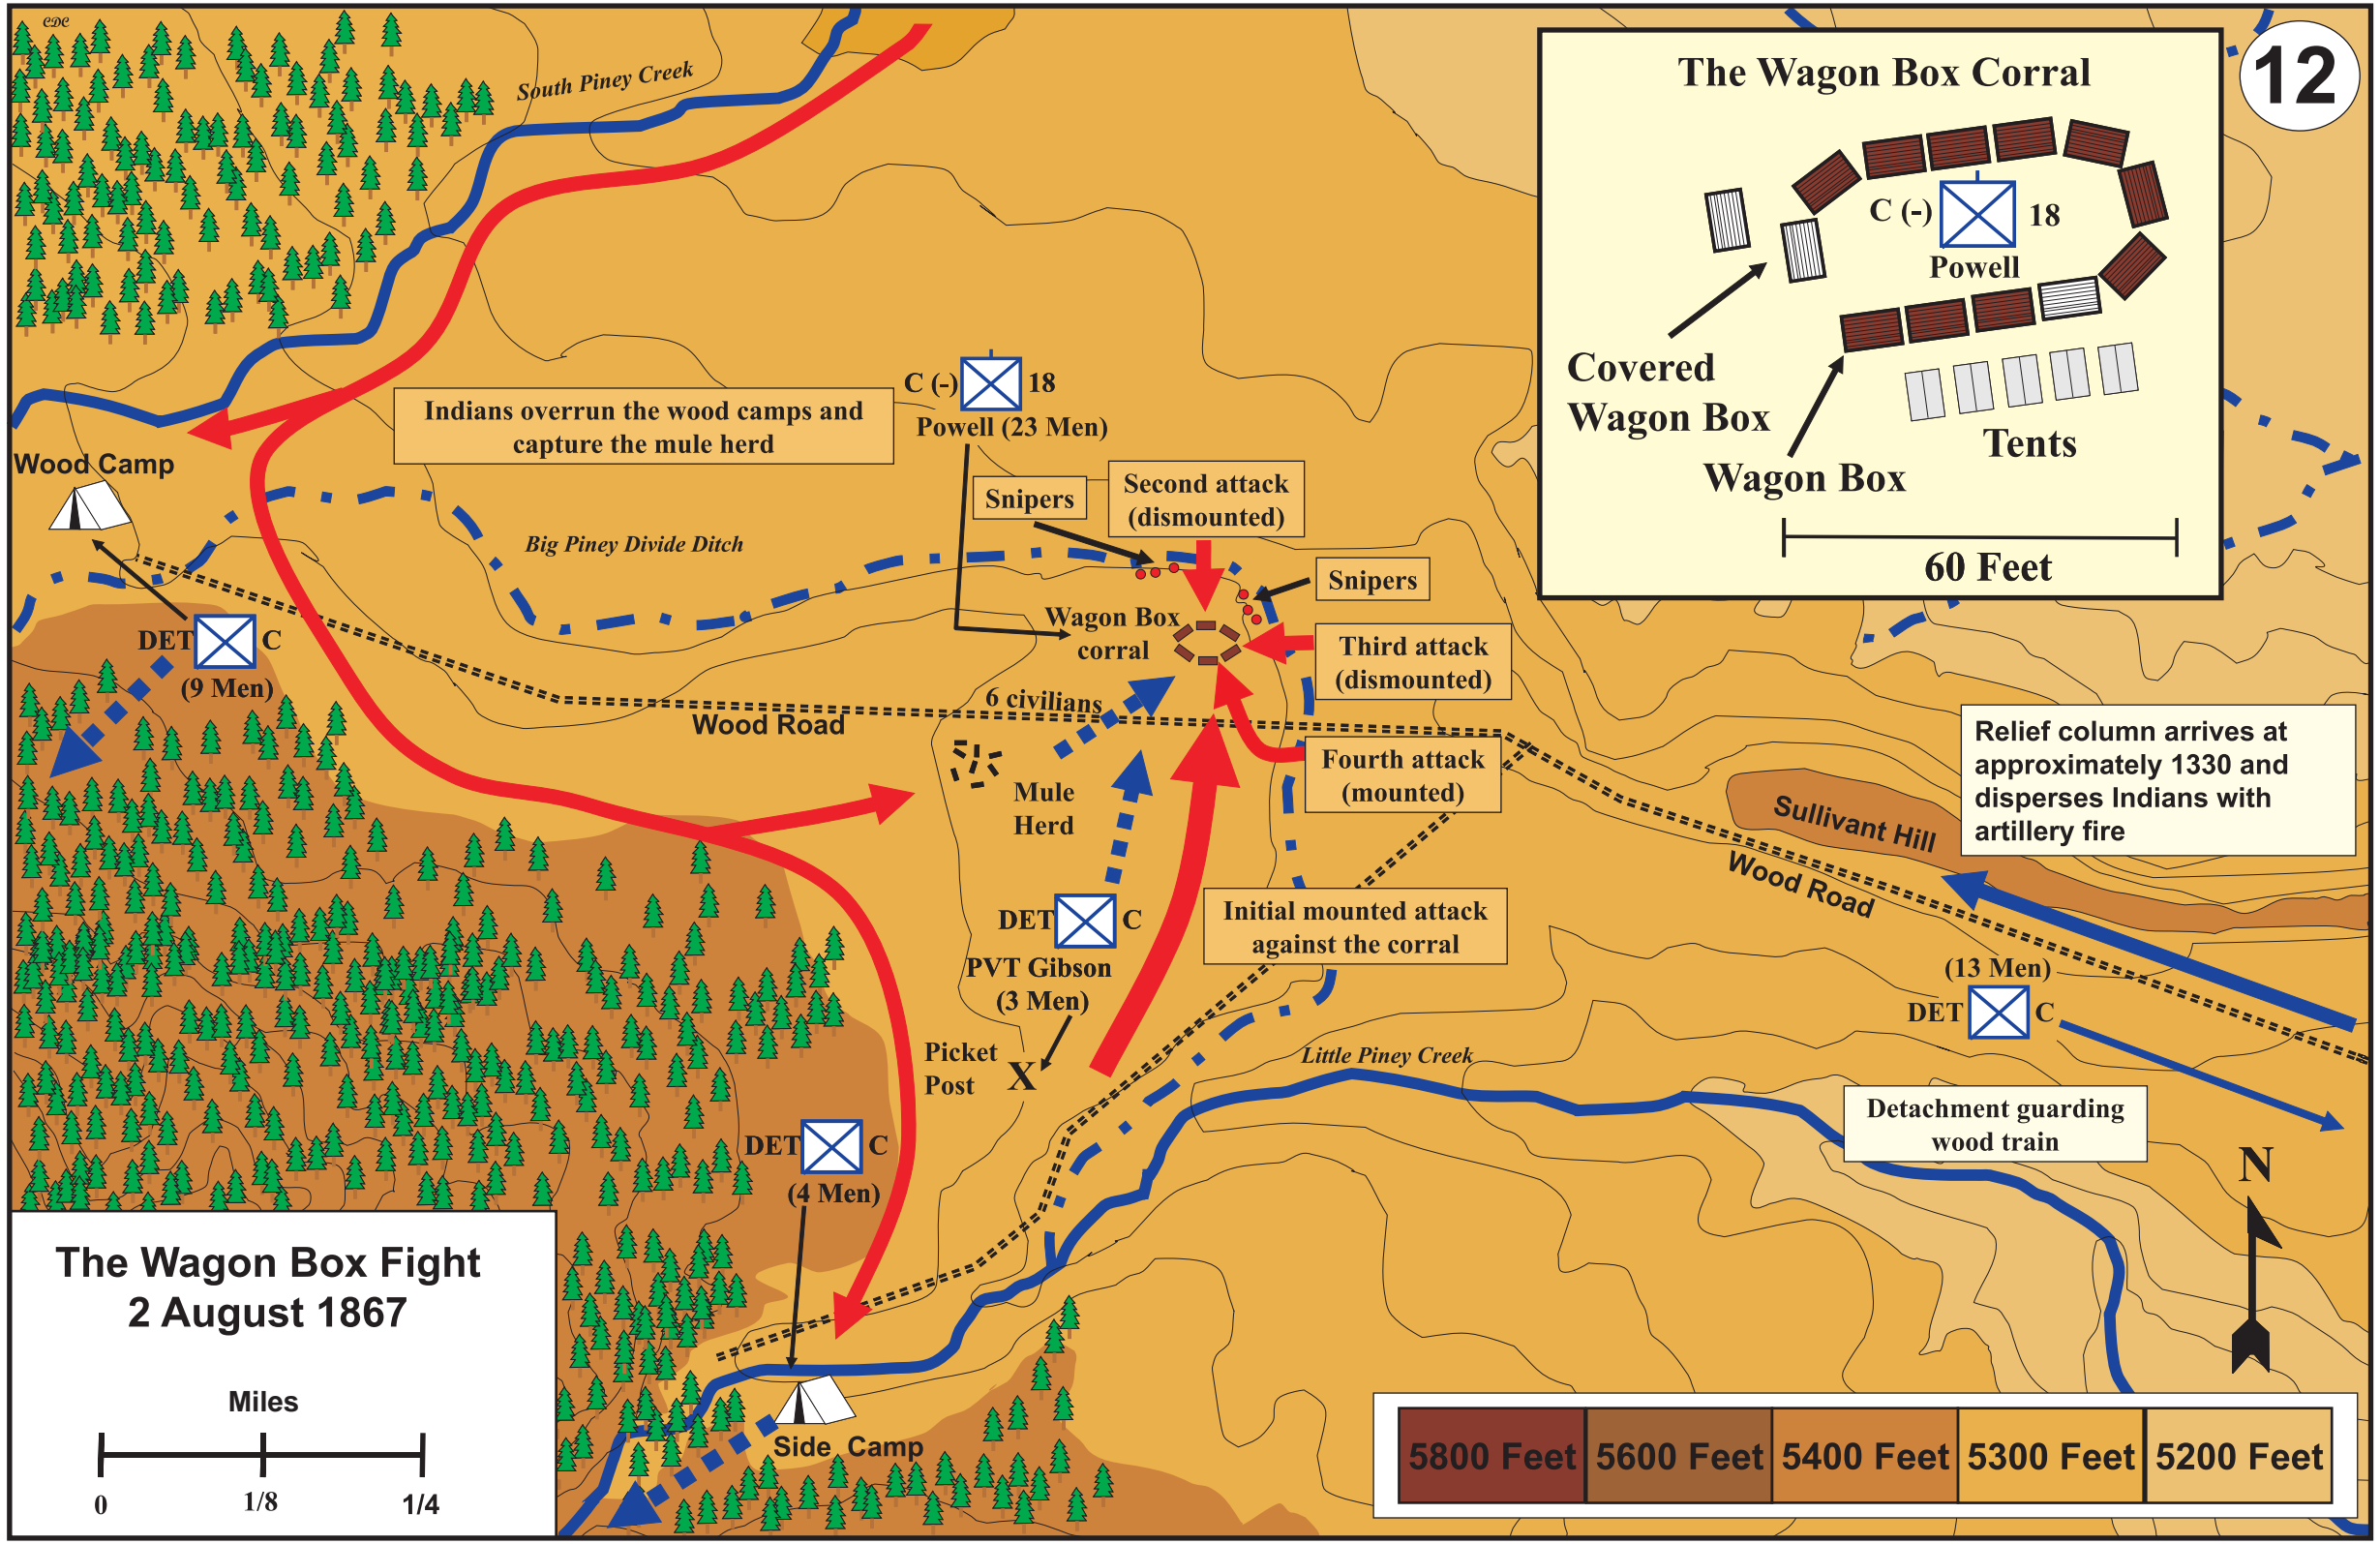 CDC
South Piney Creek
12
The Wagon Box Corral
C (-)
18
Powell
Covered
Wagon Box
Wagon Box
Tents
60 Feet
C (-)
18
Powell (23 Men)
Indians overrun the wood camps and
capture the mule herd
Wood Camp
Snipers
Second attack
(dismounted)
Big Piney Divide Ditch
Snipers
Wagon Box
corral
DET
C
(9 Men)
Third attack
(dismounted)
6 civilians
Wood Road
Mule
Herd
Fourth attack
(mounted)
Relief column arrives at
approximately 1330 and
disperses Indians with
artillery fire
Sullivant Hill
Wood Road
DET
C
PVT Gibson
(3 Men)
Initial mounted attack
against the corral
(13 Men)
DET
C
Picket
Post
X
Little Piney Creek
Detachment guarding
wood train
DET
C
(4 Men)
N
The Wagon Box Fight
2 August 1867
Miles
0
1/8
1/4
Side Camp
5800 Feet
5600 Feet
5400 Feet
5300 Feet
5200 Feet